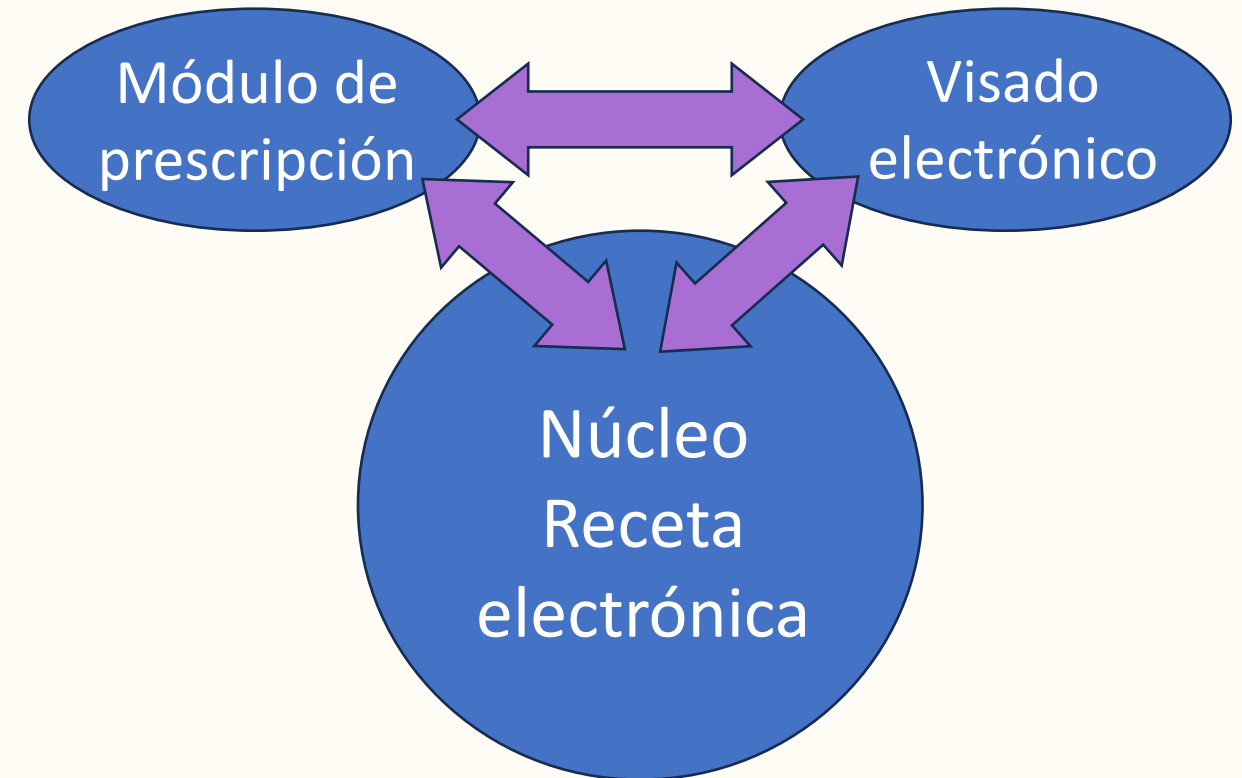 Módulo de
prescripción
Visado
electrónico
Núcleo
Receta
electrónica